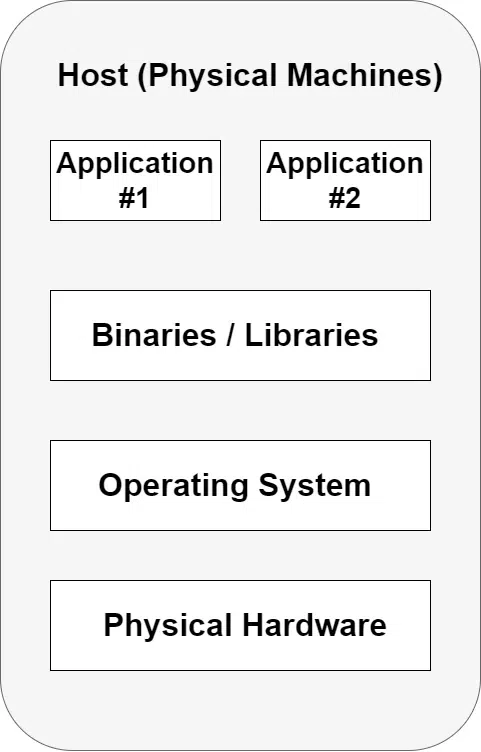 Host (Physical Machines)
Application
#1
Application
#2
Binaries / Libraries
Operating System
Physical Hardware